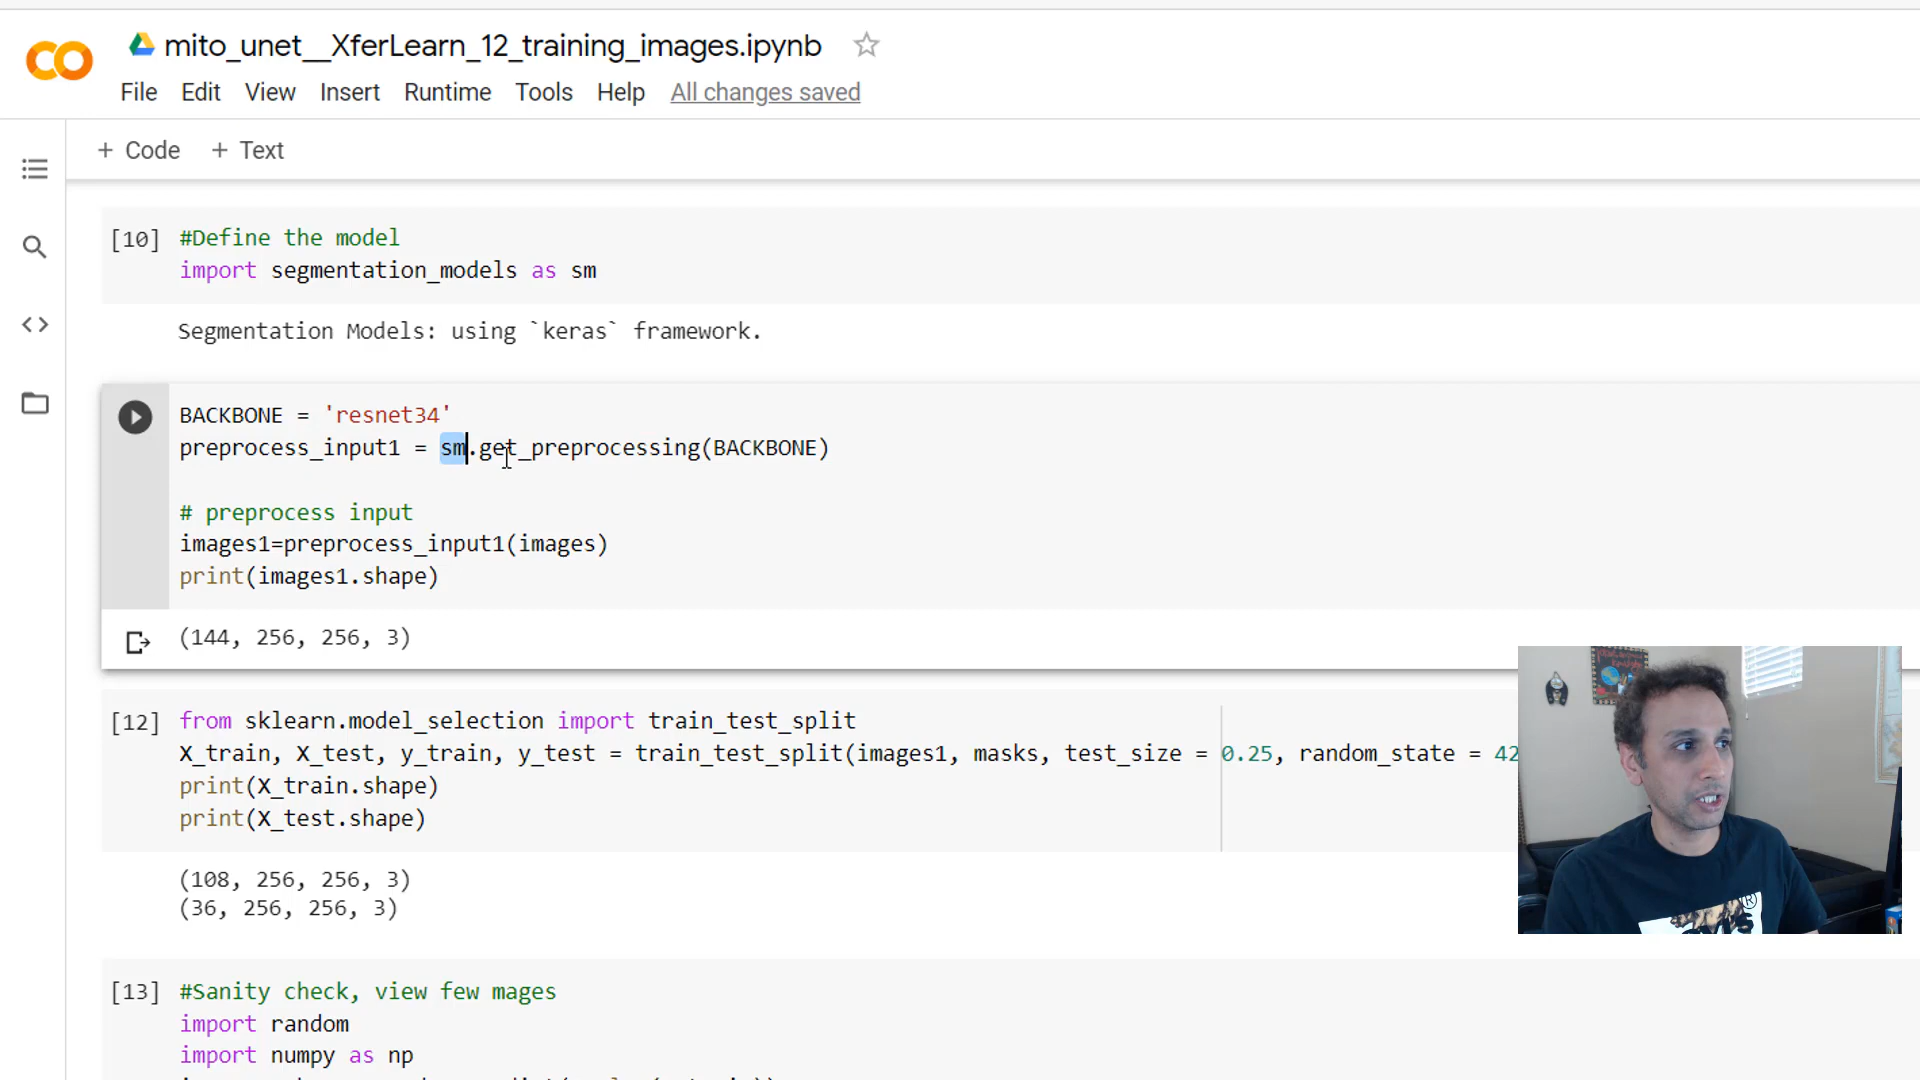 mito_unet__XferLearn_12_training_images.ipynb
File Edit View Insert Runtime Tools Help All changes saved
+ Code + Text
[10] #Define the model
import segmentation_models as sm
Segmentation Models: using `keras` framework.
BACKBONE = 'resnet34'
preprocess_input1 = sm.get_preprocessing(BACKBONE)
# preprocess input
images1=preprocess_input1(images)
print(images1.shape)
(144, 256, 256, 3)
[12] from sklearn.model_selection import train_test_split
X_train, X_test, y_train, y_test = train_test_split(images1, masks, test_size = 0.25, random_state = 42
print(X_train.shape)
print(X_test.shape)
(108, 256, 256, 3)
(36, 256, 256, 3)
[13] #Sanity check, view few mages
import random
import numpy as np